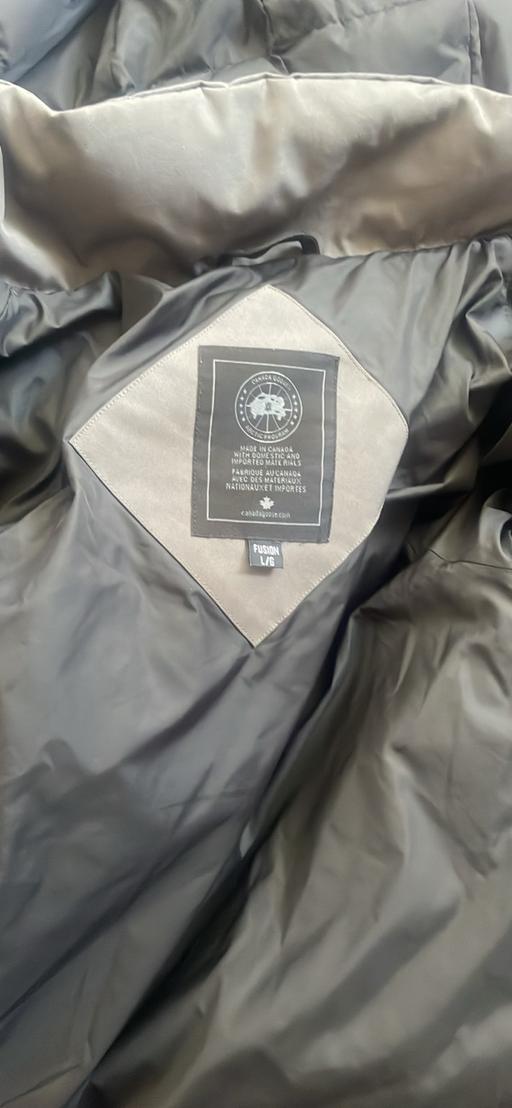 CANADA GOOSE
ARCTIC PROGRAM
MADE IN CANADA
WITH DOMESTIC AND
IMPORTED MATERIALS
FABRIQUÉ AU CANADA
AVEC DES MATÉRIAUX
NATIONAUX ET IMPORTÉS
canadagoose.com
FUSION
L/G